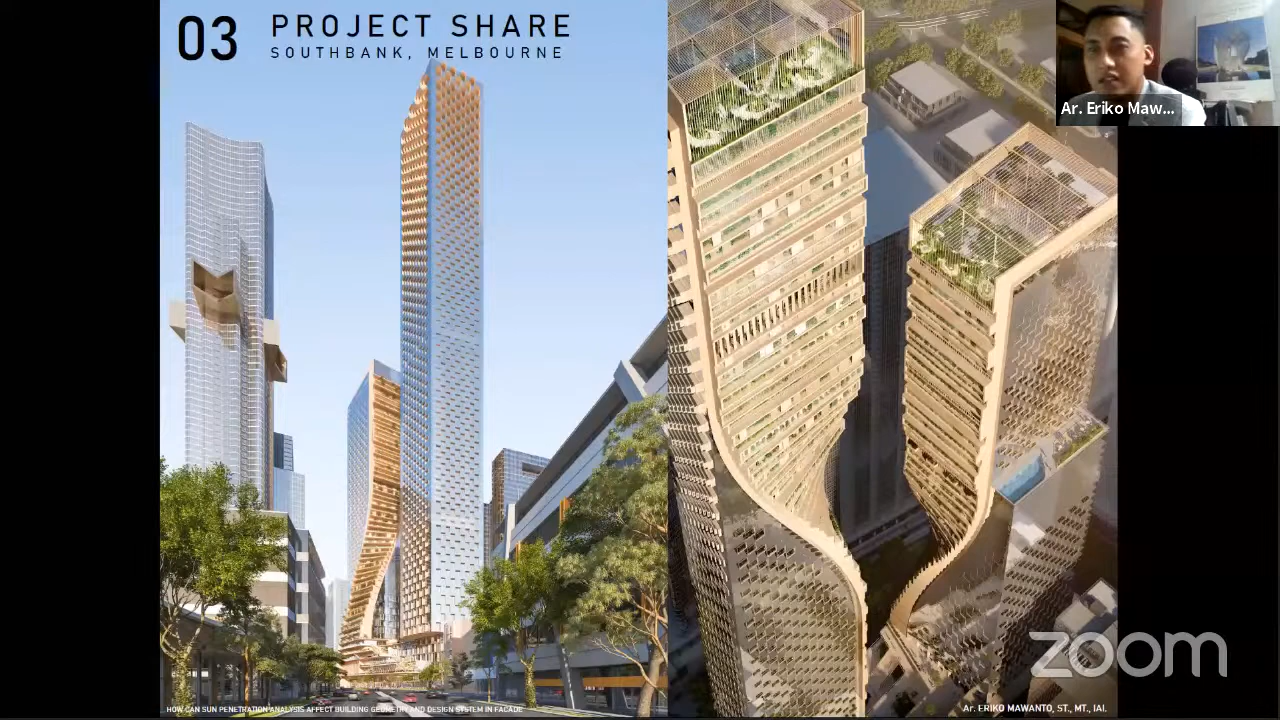 03 PROJECT SHARE
SOUTHBANK, MELBOURNE
Ar. Eriko Maw...
zoom
HOW CAN SUN PENETRATION ANALYSIS AFFECT BUILDING GEOMETRY AND DESIGN SYSTEM IN FACADE
Ar. ERIKO MAWANTO, ST., MT., IAI.